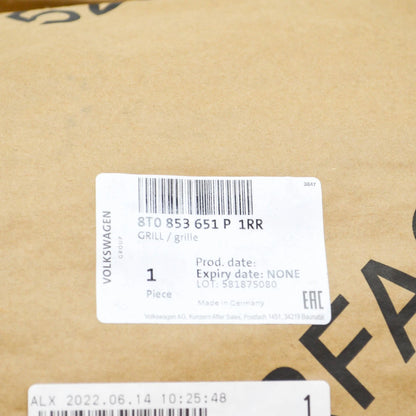 52
3841
8T0 853 651 P 1RR
GRILL / grille
VOLKSWAGEN
GROUP
1
Piece
Prod. date:
Expiry date: NONE
LOT: 581875080
Made in Germany
EAC
Volkswagen AG, Konzern After Sales, Postfach 1451, 34219 Baunatal
ALX 2022.06.14 10:25:48
1